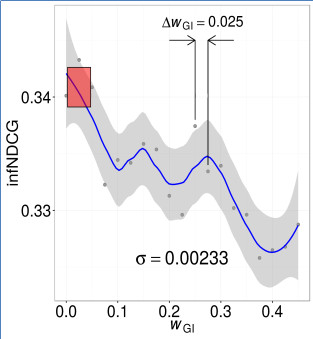 Δw_GI = 0.025
0.34
infNDCG
0.33
σ = 0.00233
0.0 0.1 0.2 0.3 0.4
w_GI